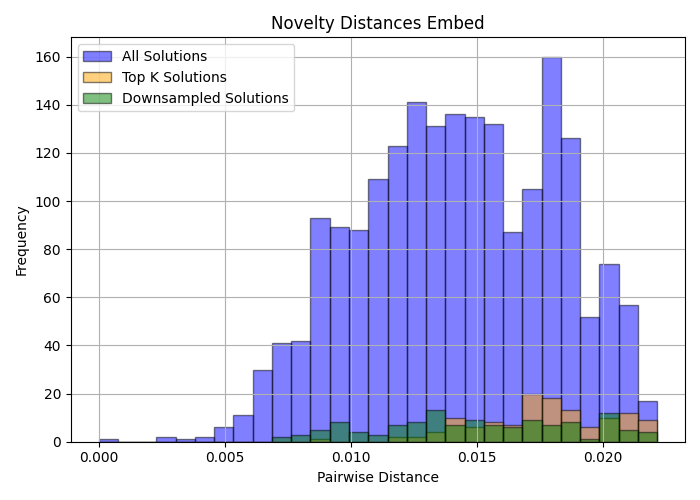 Novelty Distances Embed
All Solutions
Top K Solutions
Downsampled Solutions
160
140
120
100
80
60
40
20
0
Frequency
0.000 0.005 0.010 0.015 0.020
Pairwise Distance